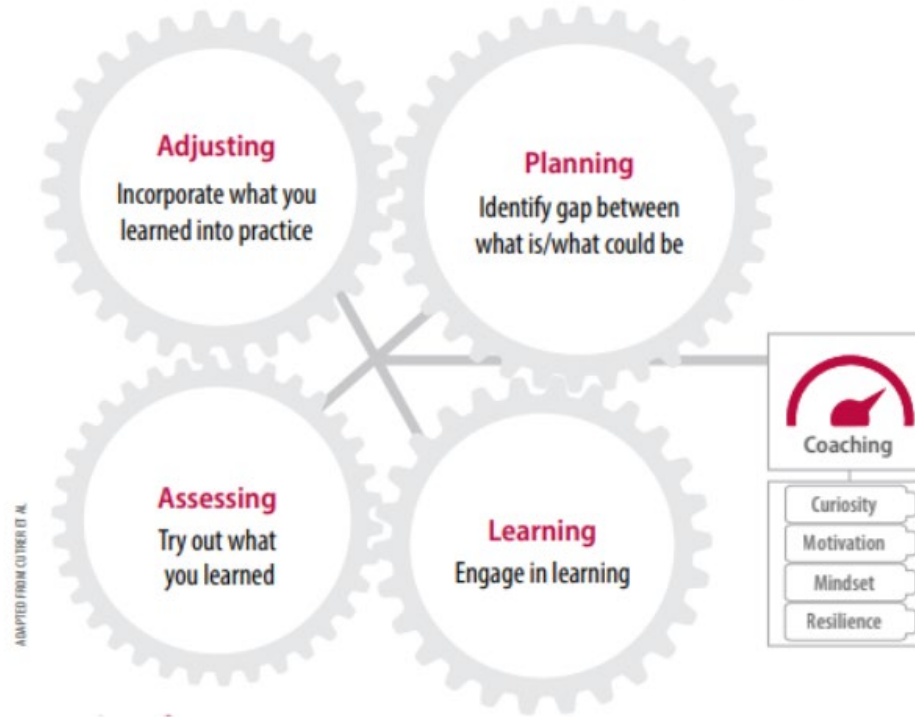 Adjusting
Incorporate what you
learned into practice
Planning
Identify gap between
what is/what could be
Assessing
Try out what
you learned
Learning
Engage in learning
Coaching
Curiosity
Motivation
Mindset
Resilience
ADAPTED FROM CUTRER ET AL